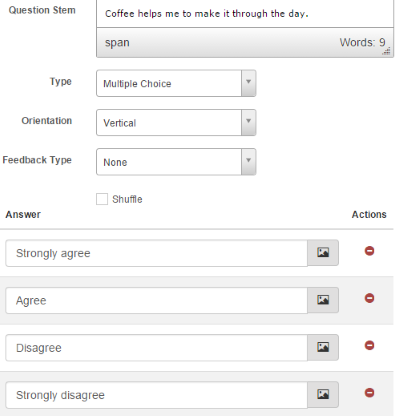 Question Stem
Coffee helps me to make it through the day.
span Words: 9
Type Multiple Choice
Orientation Vertical
Feedback Type None
Shuffle
Answer Actions
Strongly agree
Agree
Disagree
Strongly disagree